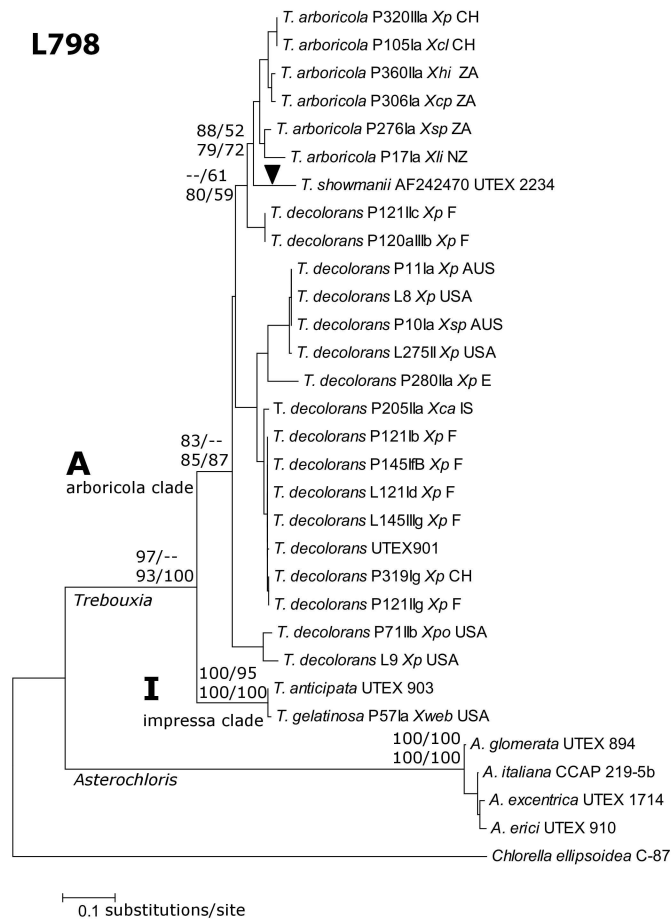 L798
T. arboricola P320IIIa Xp CH
T. arboricola P105Ia Xcl CH
T. arboricola P360IIa Xhi ZA
T. arboricola P306Ia Xcp ZA
88/52
T. arboricola P276Ia Xsp ZA
79/72
T. arboricola P17Ia Xli NZ
--/61
80/59
T. showmanii AF242470 UTEX 2234
T. decolorans P121IIc Xp F
T. decolorans P120aIIIb Xp F
T. decolorans P11Ia Xp AUS
T. decolorans L8 Xp USA
T. decolorans P10Ia Xsp AUS
T. decolorans L275II Xp USA
T. decolorans P280IIa Xp E
T. decolorans P205IIa Xca IS
83/--
85/87
T. decolorans P121Ib Xp F
A
arboricola clade
T. decolorans P145IfB Xp F
T. decolorans L121Id Xp F
T. decolorans L145IIIg Xp F
T. decolorans UTEX901
97/--
93/100
T. decolorans P319Ig Xp CH
Trebouxia
T. decolorans P121IIg Xp F
T. decolorans P71IIb Xpo USA
T. decolorans L9 Xp USA
100/95
100/100
T. anticipata UTEX 903
I
impressa clade
T. gelatinosa P57Ia Xweb USA
100/100
100/100
A. glomerata UTEX 894
Asterochloris
A. italiana CCAP 219-5b
A. excentrica UTEX 1714
A. erici UTEX 910
Chlorella ellipsoidea C-87
0.1 substitutions/site